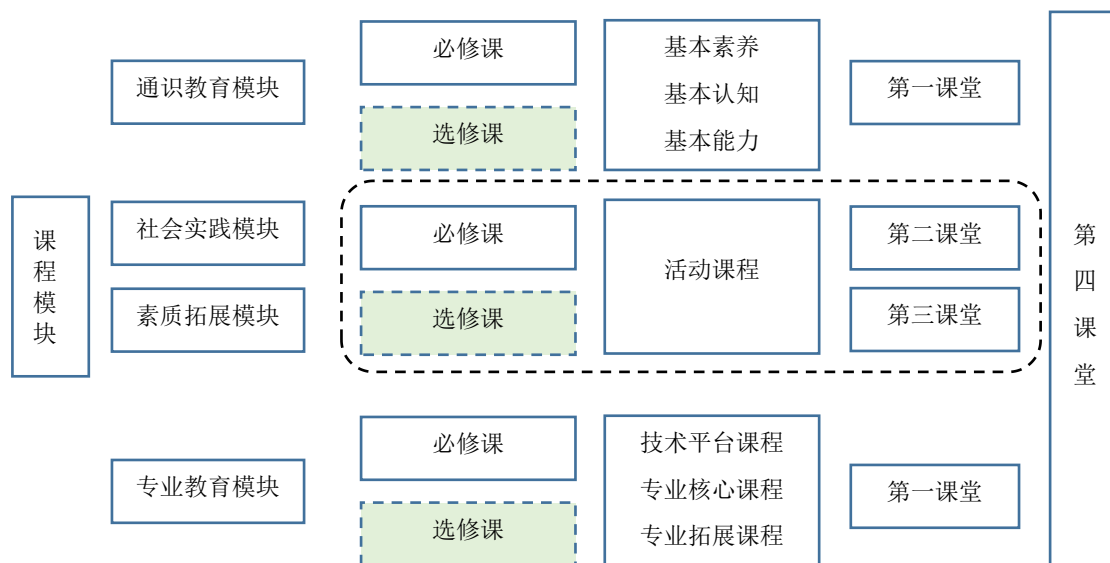 课程模块
通识教育模块
必修课
选修课
基本素养
基本认知
基本能力
第一课堂
社会实践模块
素质拓展模块
必修课
选修课
活动课程
第二课堂
第三课堂
专业教育模块
必修课
选修课
技术平台课程
专业核心课程
专业拓展课程
第一课堂
第四课堂